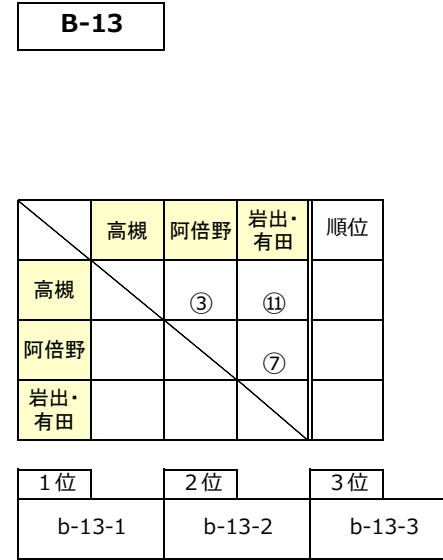 B-13
高槻 阿倍野 岩出・有田 順位
高槻 ③ ⑪
阿倍野 ⑦
岩出・有田
1位 2位 3位
b-13-1 b-13-2 b-13-3